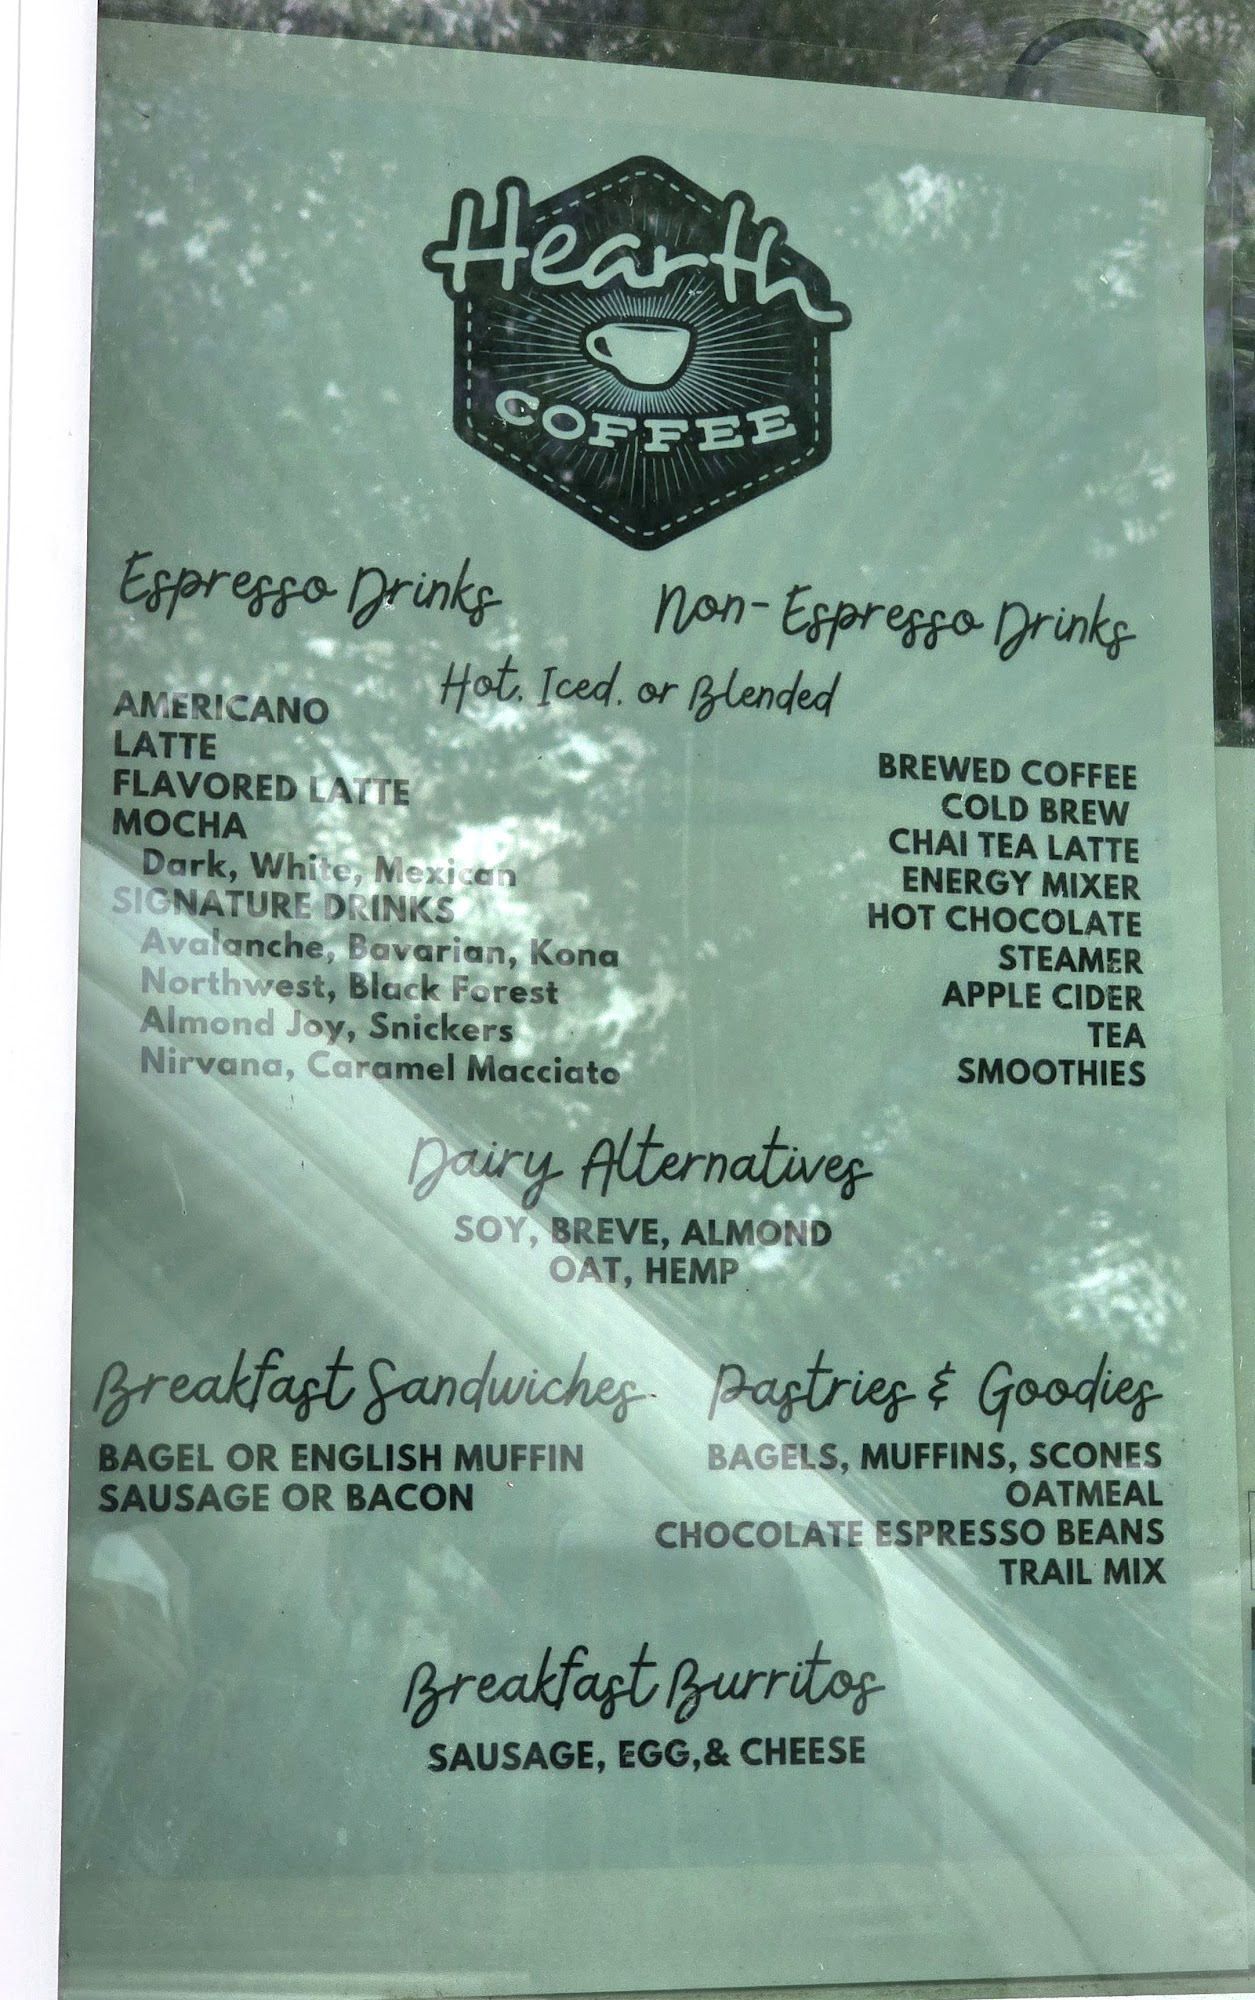 Hearth
COFFEE
Espresso Drinks
Non-Espresso Drinks
Hot, Iced, or Blended
AMERICANO
LATTE
FLAVORED LATTE
MOCHA
Dark, White, Mexican
SIGNATURE DRINKS
Avalanche, Bavarian, Kona
Northwest, Black Forest
Almond Joy, Snickers
Nirvana, Caramel Macciato
BREWED COFFEE
COLD BREW
CHAI TEA LATTE
ENERGY MIXER
HOT CHOCOLATE
STEAMER
APPLE CIDER
TEA
SMOOTHIES
Dairy Alternatives
SOY, BREVE, ALMOND
OAT, HEMP
Breakfast Sandwiches
BAGEL OR ENGLISH MUFFIN
SAUSAGE OR BACON
Pastries & Goodies
BAGELS, MUFFINS, SCONES
OATMEAL
CHOCOLATE ESPRESSO BEANS
TRAIL MIX
Breakfast Burritos
SAUSAGE, EGG,& CHEESE